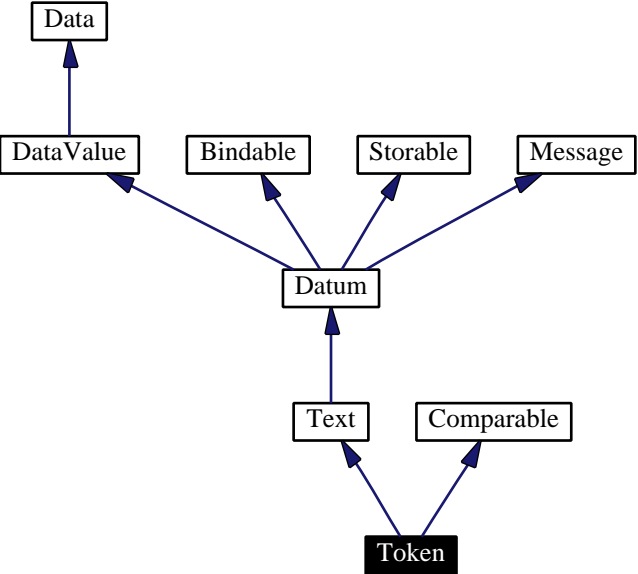 Data
DataValue
Bindable
Storable
Message
Datum
Text
Comparable
Token